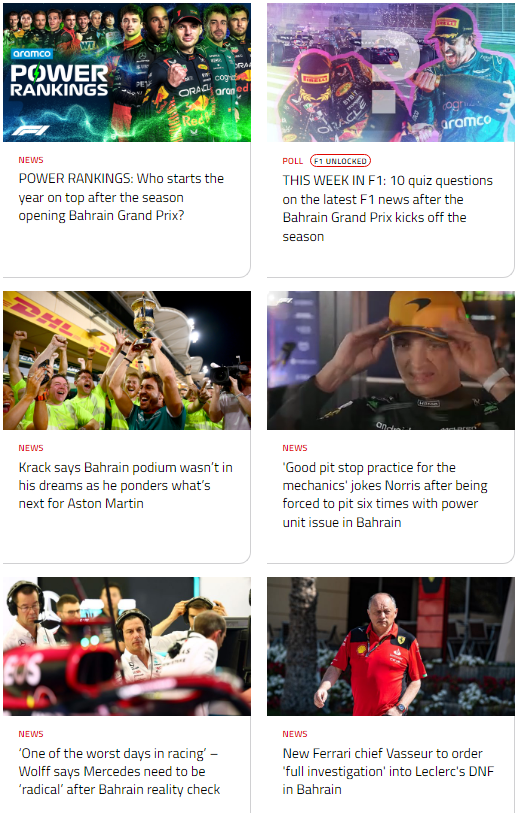 aramco
POWER
RANKINGS
F1
ORACLE
NEWS
POWER RANKINGS: Who starts the
year on top after the season
opening Bahrain Grand Prix?
PIRELLI
aramco
POLL
F1 UNLOCKED
THIS WEEK IN F1: 10 quiz questions
on the latest F1 news after the
Bahrain Grand Prix kicks off the
season
DHL
NEWS
Krack says Bahrain podium wasn't in
his dreams as he ponders what's
next for Aston Martin
NEWS
'Good pit stop practice for the
mechanics' jokes Norris after being
forced to pit six times with power
unit issue in Bahrain
NEWS
‘One of the worst days in racing’ –
Wolff says Mercedes need to be
‘radical’ after Bahrain reality check
NEWS
New Ferrari chief Vasseur to order
'full investigation' into Leclerc's DNF
in Bahrain